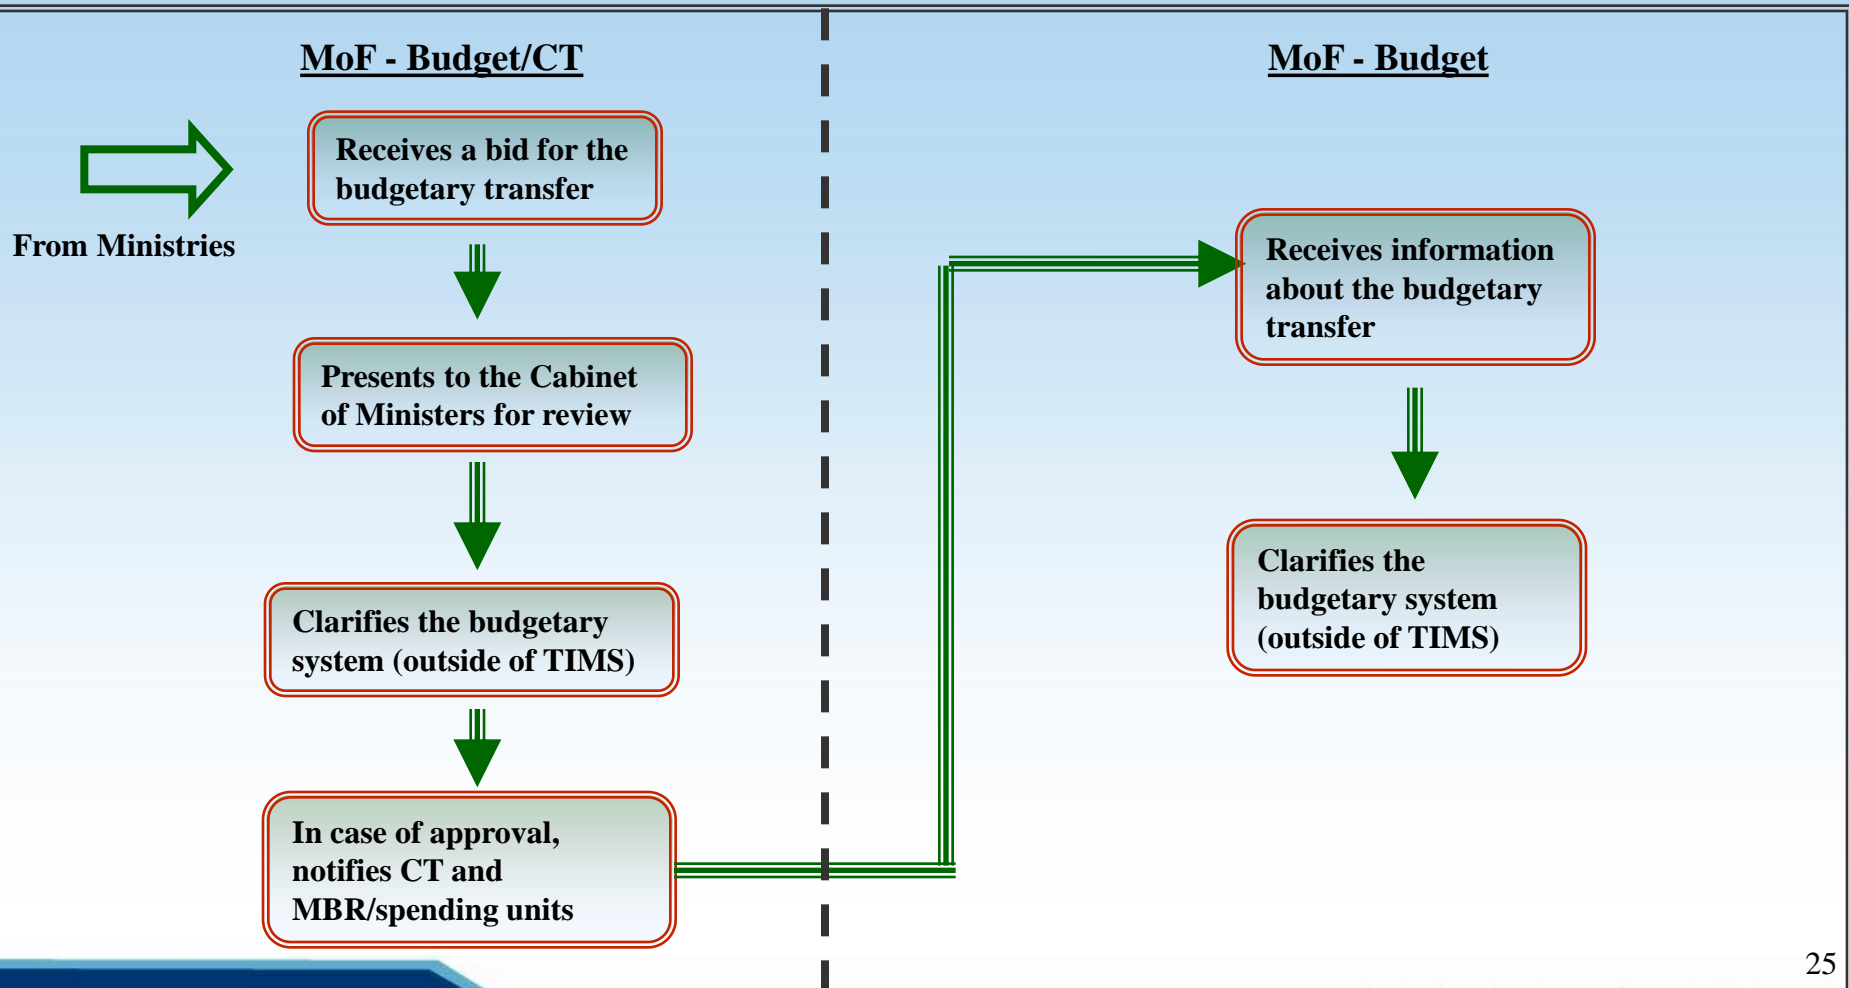 MoF - Budget/CT
From Ministries
Receives a bid for the
budgetary transfer
Presents to the Cabinet
of Ministers for review
Clarifies the budgetary
system (outside of TIMS)
In case of approval,
notifies CT and
MBR/spending units
MoF - Budget
Receives information
about the budgetary
transfer
Clarifies the
budgetary system
(outside of TIMS)
25